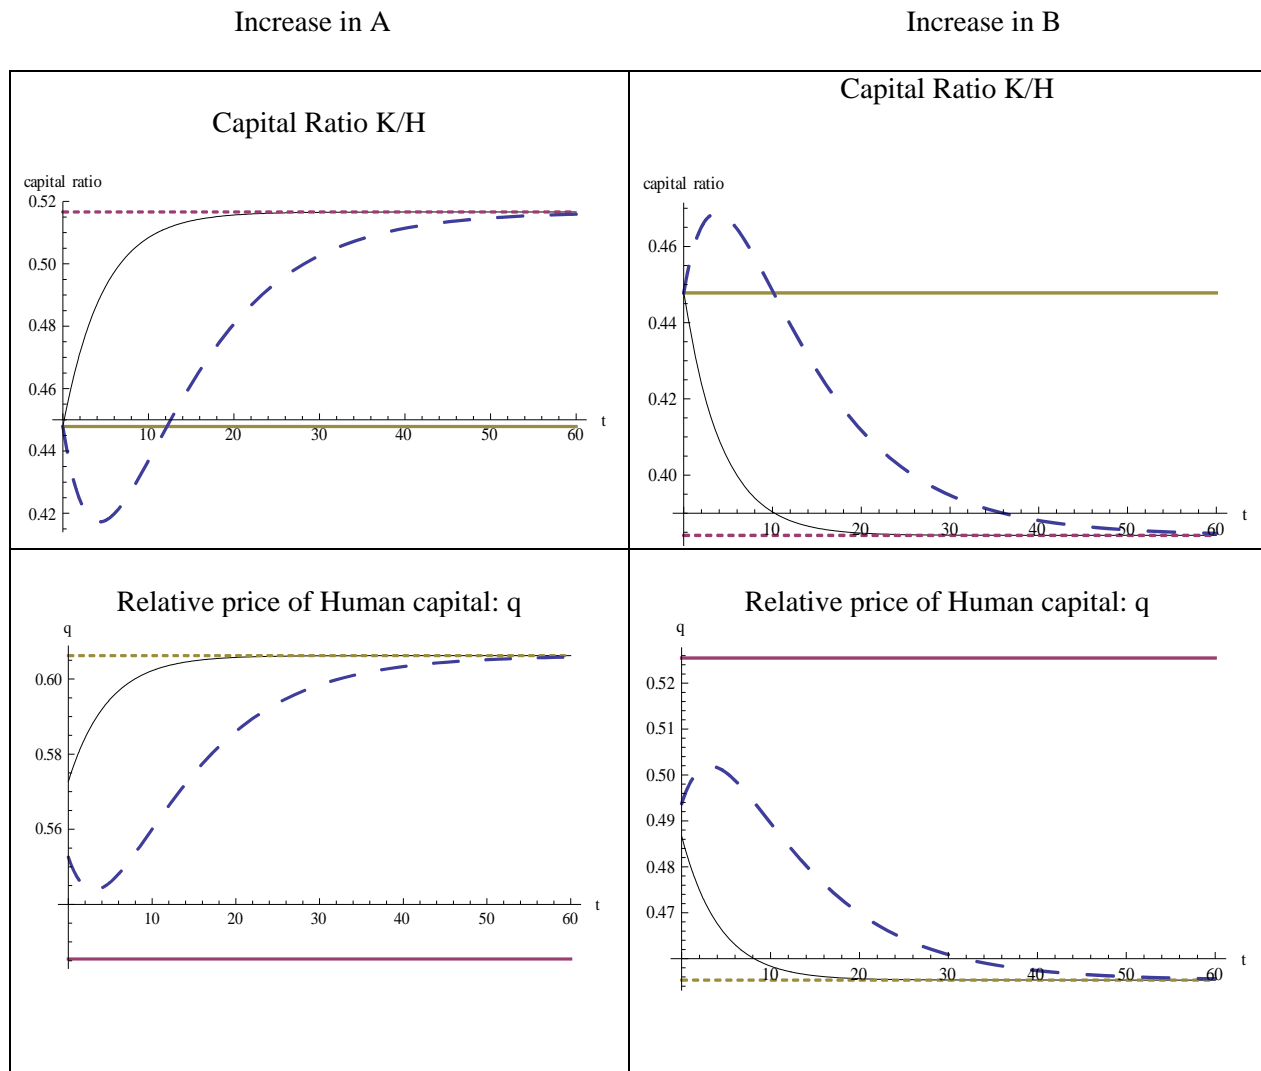 Increase in A
Increase in B
Capital Ratio K/H
capital ratio
0.52
0.50
0.48
0.46
0.44
0.42
10 20 30 40 50 60 t
Capital Ratio K/H
capital ratio
0.46
0.44
0.42
0.40
10 20 30 40 50 60 t
Relative price of Human capital: q
q
0.60
0.58
0.56
10 20 30 40 50 60 t
Relative price of Human capital: q
q
0.52
0.51
0.50
0.49
0.48
0.47
10 20 30 40 50 60 t